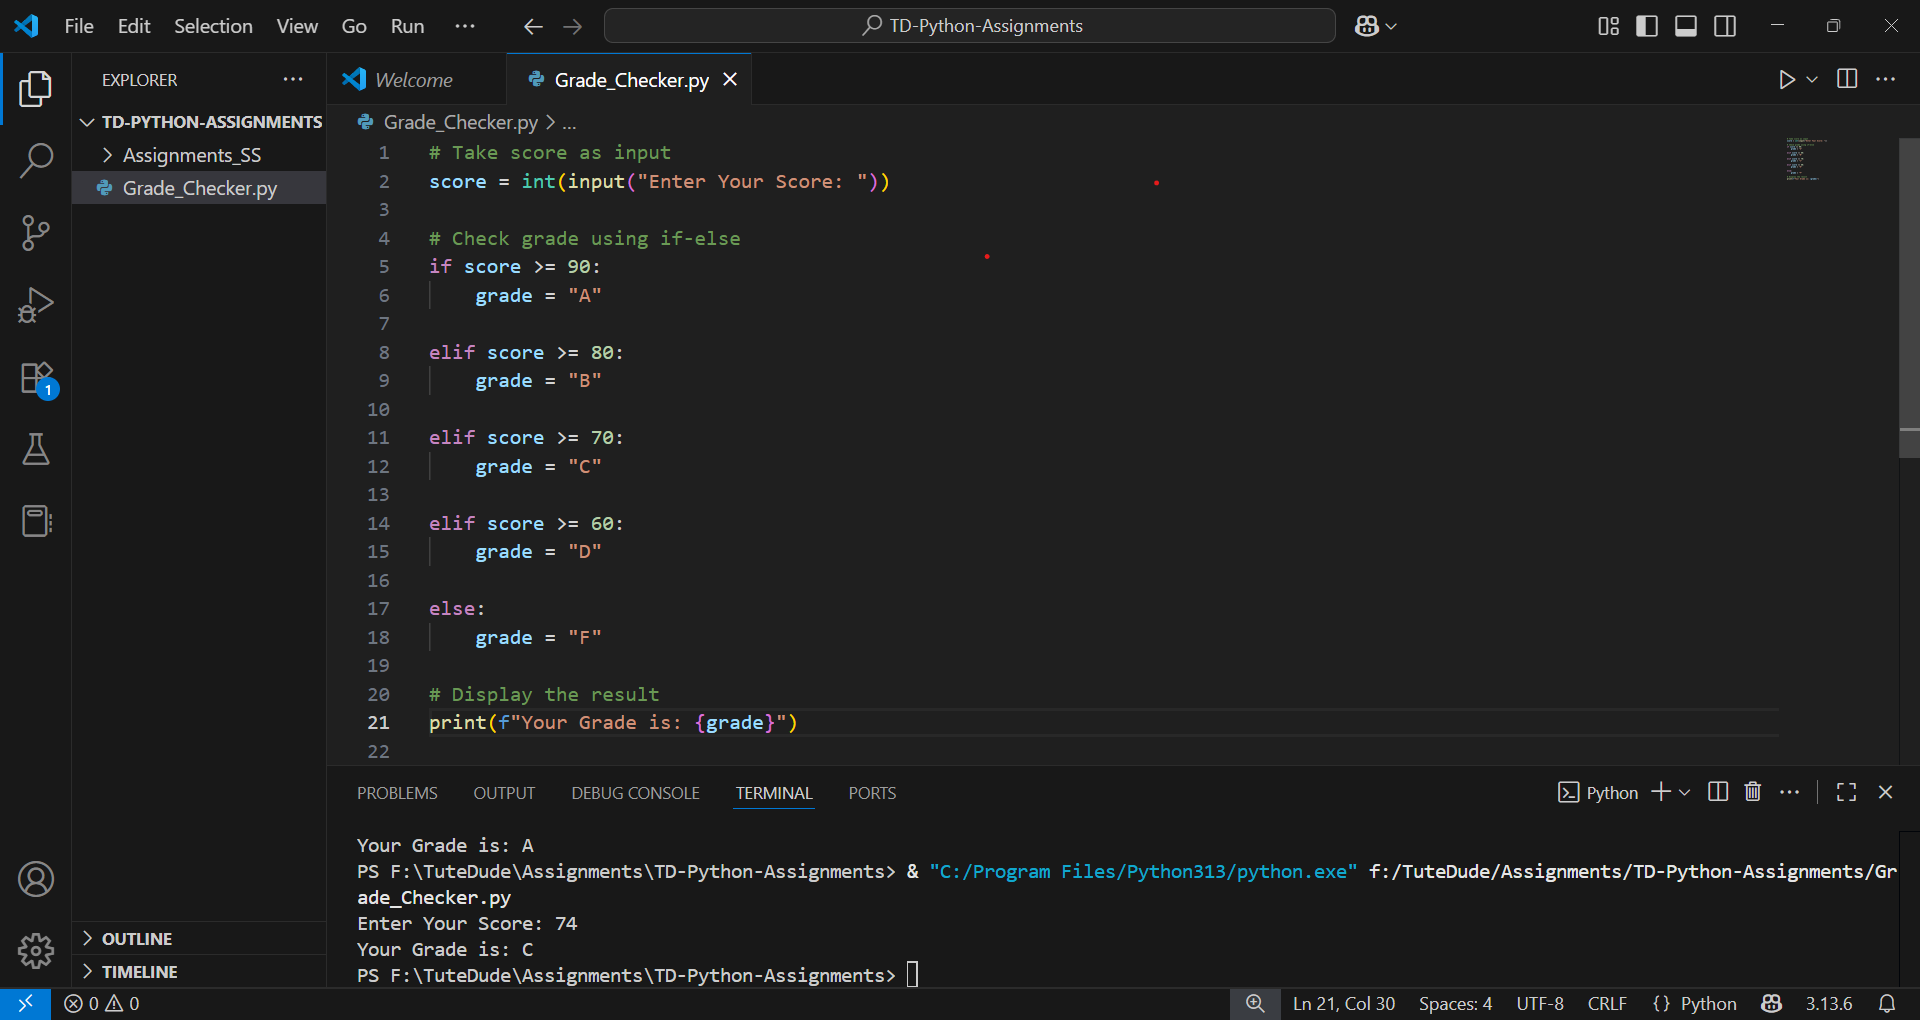 File Edit Selection View Go Run ··· TD-Python-Assignments
EXPLORER ···
Welcome
Grade_Checker.py
TD-PYTHON-ASSIGNMENTS
Assignments_SS
Grade_Checker.py
Grade_Checker.py > ...
1 # Take score as input
2 score = int(input("Enter Your Score: "))
3
4 # Check grade using if-else
5 if score >= 90:
6     grade = "A"
7
8 elif score >= 80:
9     grade = "B"
10
11 elif score >= 70:
12     grade = "C"
13
14 elif score >= 60:
15     grade = "D"
16
17 else:
18     grade = "F"
19
20 # Display the result
21 print(f"Your Grade is: {grade}")
22
1
PROBLEMS OUTPUT DEBUG CONSOLE TERMINAL PORTS Python
Your Grade is: A
PS F:\TuteDude\Assignments\TD-Python-Assignments> & "C:/Program Files/Python313/python.exe" f:/TuteDude/Assignments/TD-Python-Assignments/Gr
ade_Checker.py
Enter Your Score: 74
Your Grade is: C
PS F:\TuteDude\Assignments\TD-Python-Assignments>
OUTLINE
TIMELINE
0 0 Ln 21, Col 30 Spaces: 4 UTF-8 CRLF {} Python 3.13.6